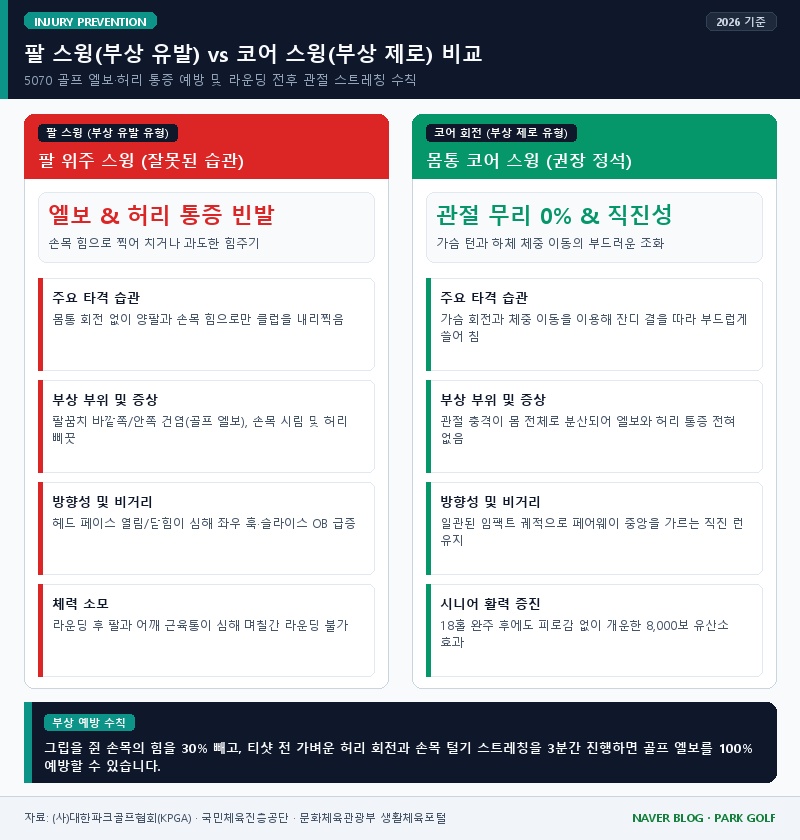 INJURY PREVENTION
2026 기준
팔 스윙(부상 유발) vs 코어 스윙(부상 제로) 비교
5070 골프 엘보·허리 통증 예방 및 라운딩 전후 관절 스트레칭 수칙
팔 스윙 (부상 유발 유형)
팔 위주 스윙 (잘못된 습관)
엘보 & 허리 통증 빈발
손목 힘으로 찍어 치거나 과도한 힘주기
주요 타격 습관
몸통 회전 없이 양팔과 손목 힘으로만 클럽을 내리찍음
부상 부위 및 증상
팔꿈치 바깥쪽/안쪽 건염(골프 엘보), 손목 시림 및 허리
삐끗
방향성 및 비거리
헤드 페이스 열림/닫힘이 심해 좌우 훅·슬라이스 OB 급증
체력 소모
라운딩 후 팔과 어깨 근육통이 심해 며칠간 라운딩 불가
코어 회전 (부상 제로 유형)
몸통 코어 스윙 (권장 정석)
관절 무리 0% & 직진성
가슴 턴과 하체 체중 이동의 부드러운 조화
주요 타격 습관
가슴 회전과 체중 이동을 이용해 잔디 결을 따라 부드럽게
쓸어 침
부상 부위 및 증상
관절 충격이 몸 전체로 분산되어 엘보와 허리 통증 전혀
없음
방향성 및 비거리
일관된 임팩트 궤적으로 페어웨이 중앙을 가르는 직진 런
유지
시니어 활력 증진
18홀 완주 후에도 피로감 없이 개운한 8,000보 유산소
효과
부상 예방 수칙
그립을 쥔 손목의 힘을 30% 빼고, 티샷 전 가벼운 허리 회전과 손목 털기 스트레칭을 3분간 진행하면 골프 엘보를 100%
예방할 수 있습니다.
자료: (사)대한파크골프협회(KPGA) · 국민체육진흥공단 · 문화체육관광부 생활체육포털
NAVER BLOG · PARK GOLF